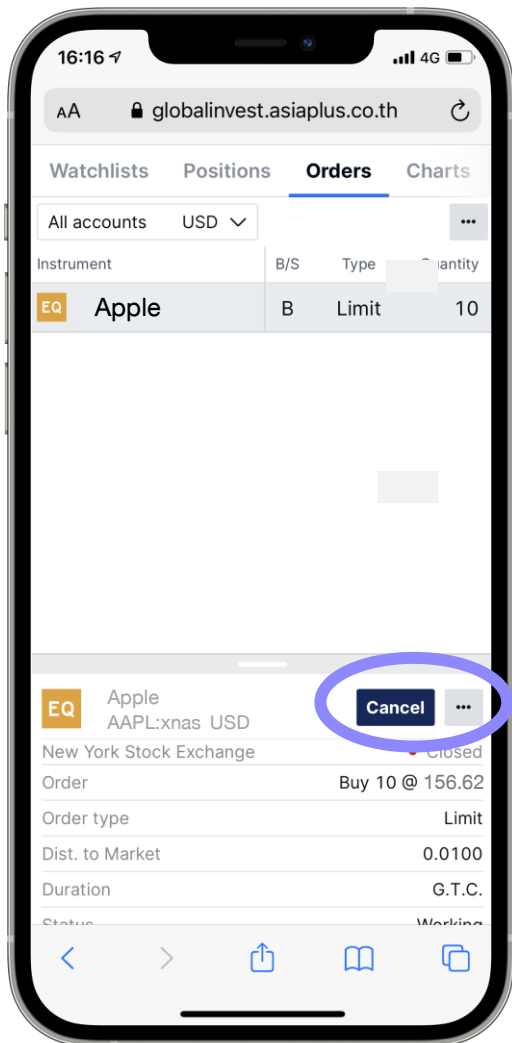 16:16 4G
AA globalinvest.asiaplus.co.th
Watchlists Positions Orders Charts
All accounts USD
Instrument B/S Type uantity
EQ Apple B Limit 10
EQ Apple Cancel ...
AAPL:xnas USD
New York Stock Exchange Closed
Order Buy 10 @ 156.62
Order type Limit
Dist. to Market 0.0100
Duration G.T.C.
Status Working